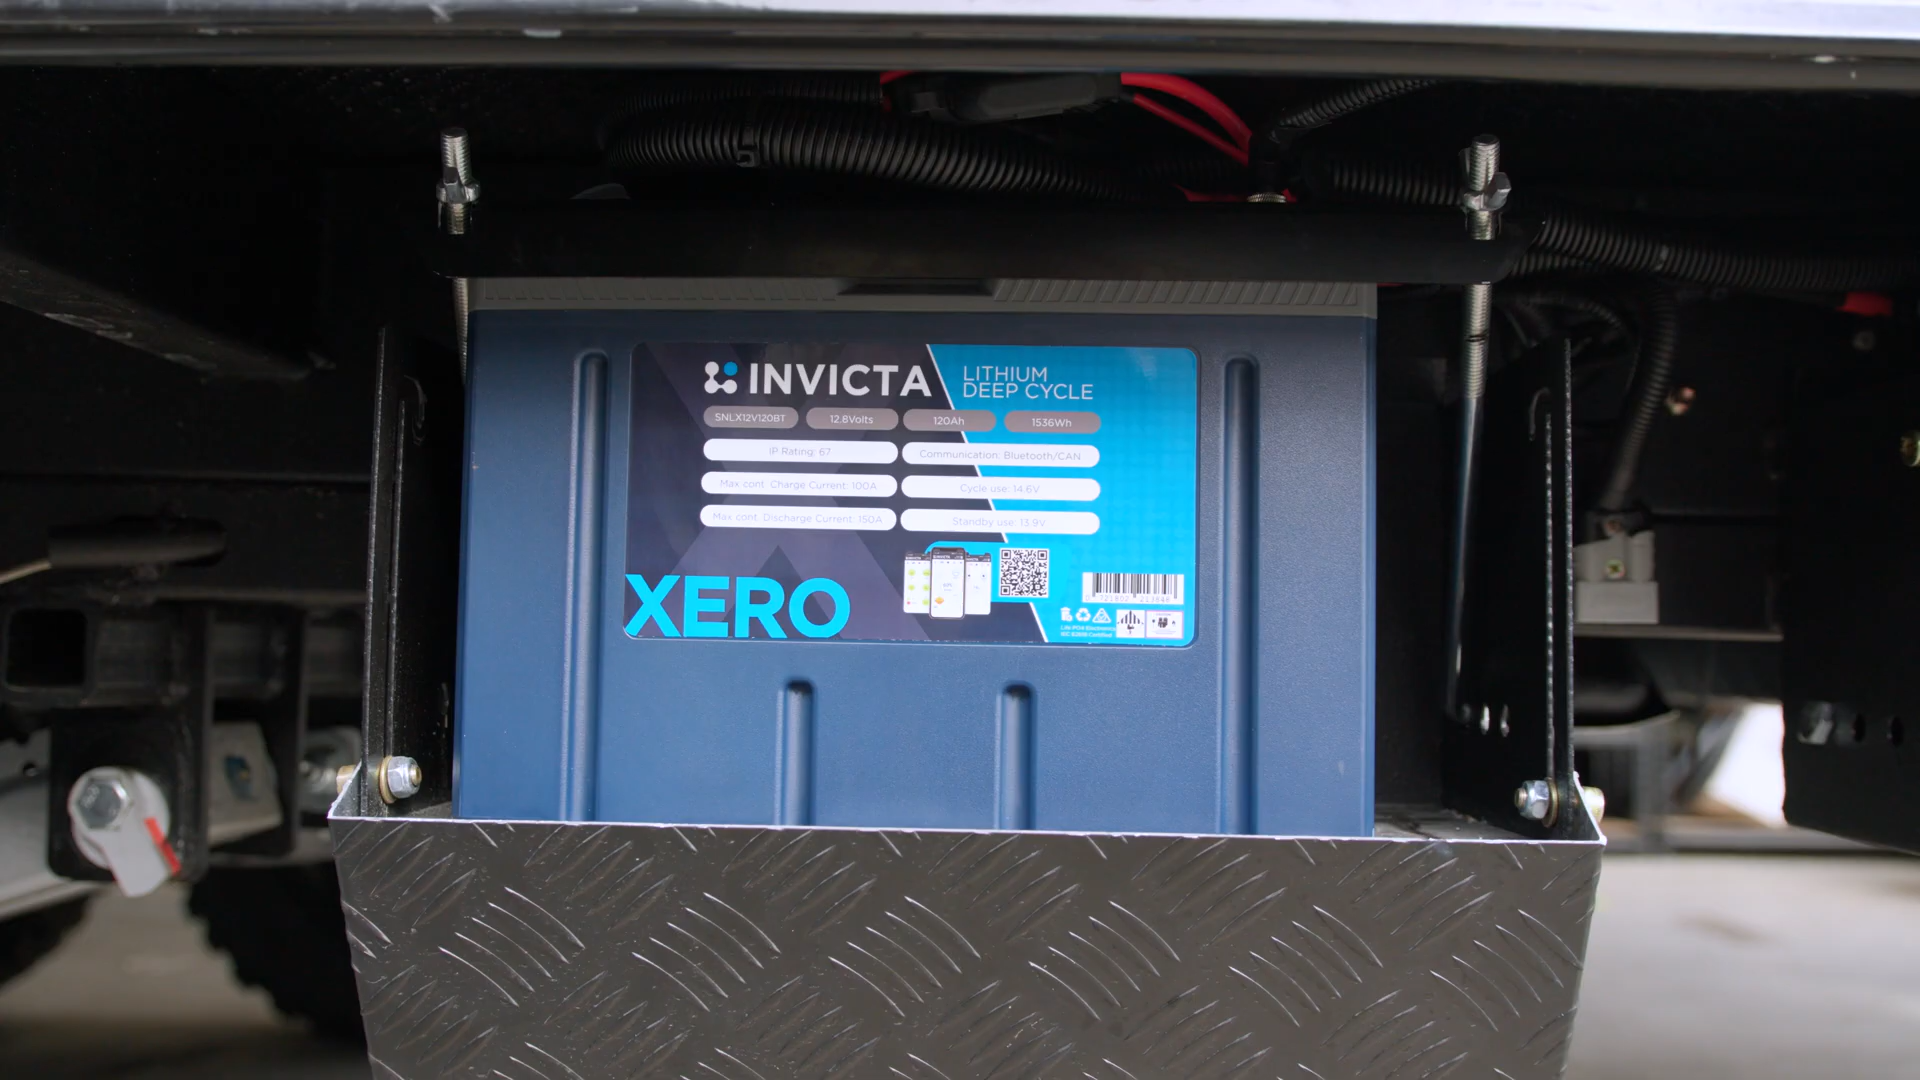 INVICTA
LITHIUM
DEEP CYCLE
SNLX12V120BT
12.8Volts
120Ah
1536Wh
IP Rating: 67
Communication: Bluetooth/CAN
Max cont. Charge Current: 100A
Cycle use: 14.6V
Max cont. Discharge Current: 150A
Standby use: 13.9V
XERO